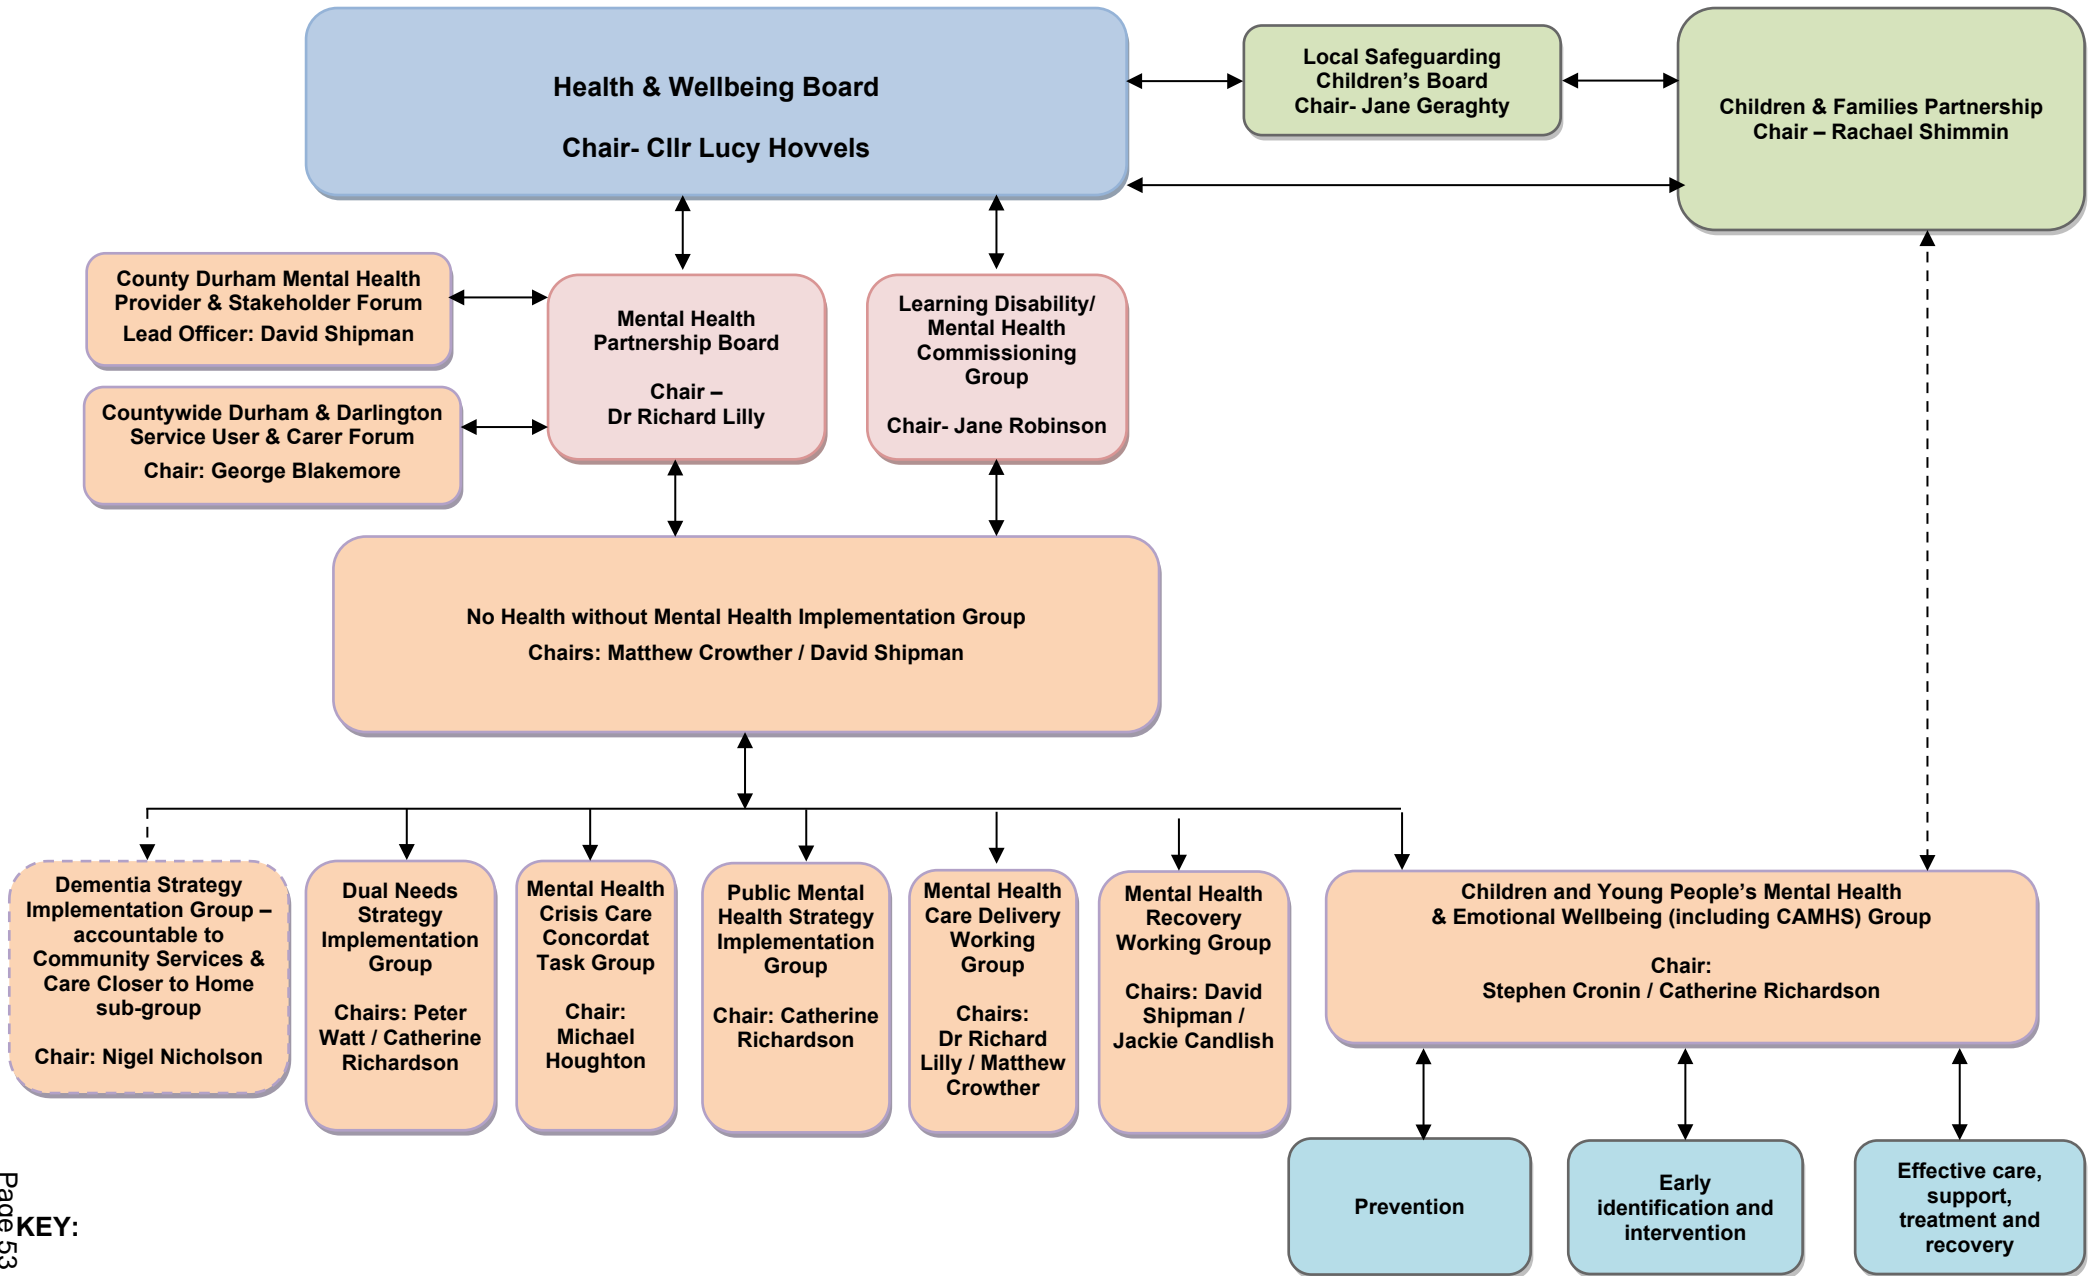 Health & Wellbeing Board
Chair- Cllr Lucy Hovvels
Local Safeguarding
Children’s Board
Chair- Jane Geraghty
Children & Families Partnership
Chair – Rachael Shimmin
County Durham Mental Health
Provider & Stakeholder Forum
Lead Officer: David Shipman
Countywide Durham & Darlington
Service User & Carer Forum
Chair: George Blakemore
Mental Health
Partnership Board
Chair –
Dr Richard Lilly
Learning Disability/
Mental Health
Commissioning
Group
Chair- Jane Robinson
No Health without Mental Health Implementation Group
Chairs: Matthew Crowther / David Shipman
Dementia Strategy
Implementation Group –
accountable to
Community Services &
Care Closer to Home
sub-group
Chair: Nigel Nicholson
Dual Needs
Strategy
Implementation
Group
Chairs: Peter
Watt / Catherine
Richardson
Mental Health
Crisis Care
Concordat
Task Group
Chair:
Michael
Houghton
Public Mental
Health Strategy
Implementation
Group
Chair: Catherine
Richardson
Mental Health
Care Delivery
Working
Group
Chairs:
Dr Richard
Lilly / Matthew
Crowther
Mental Health
Recovery
Working Group
Chairs: David
Shipman /
Jackie Candlish
Children and Young People’s Mental Health
& Emotional Wellbeing (including CAMHS) Group
Chair:
Stephen Cronin / Catherine Richardson
Prevention
Early
identification and
intervention
Effective care,
support,
treatment and
recovery
Page 53
KEY: